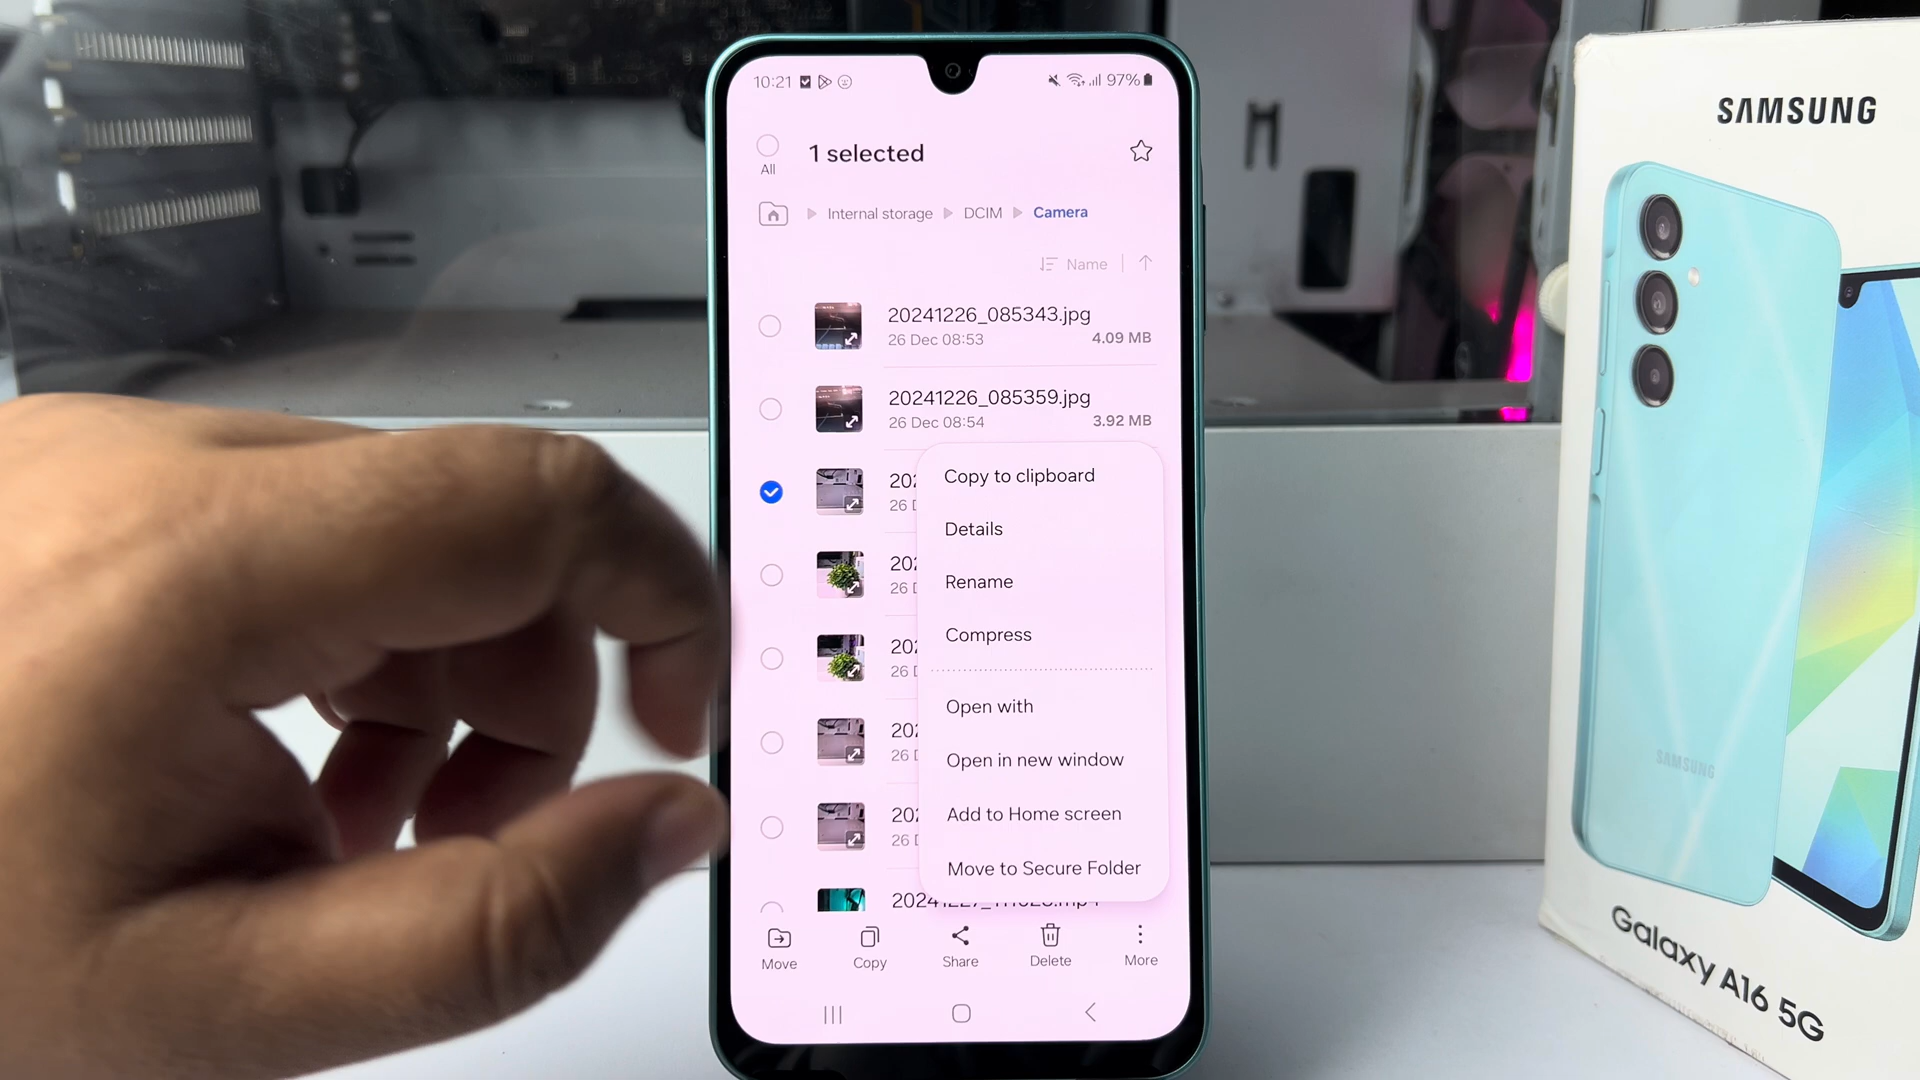 10:21
97%
1 selected
All
Internal storage
DCIM
Camera
Name
20241226_085343.jpg
26 Dec 08:53
4.09 MB
20241226_085359.jpg
26 Dec 08:54
3.92 MB
Copy to clipboard
Details
Rename
Compress
Open with
Open in new window
Add to Home screen
Move to Secure Folder
Move
Copy
Share
Delete
More
SAMSUNG
SAMSUNG
Galaxy A16 5G